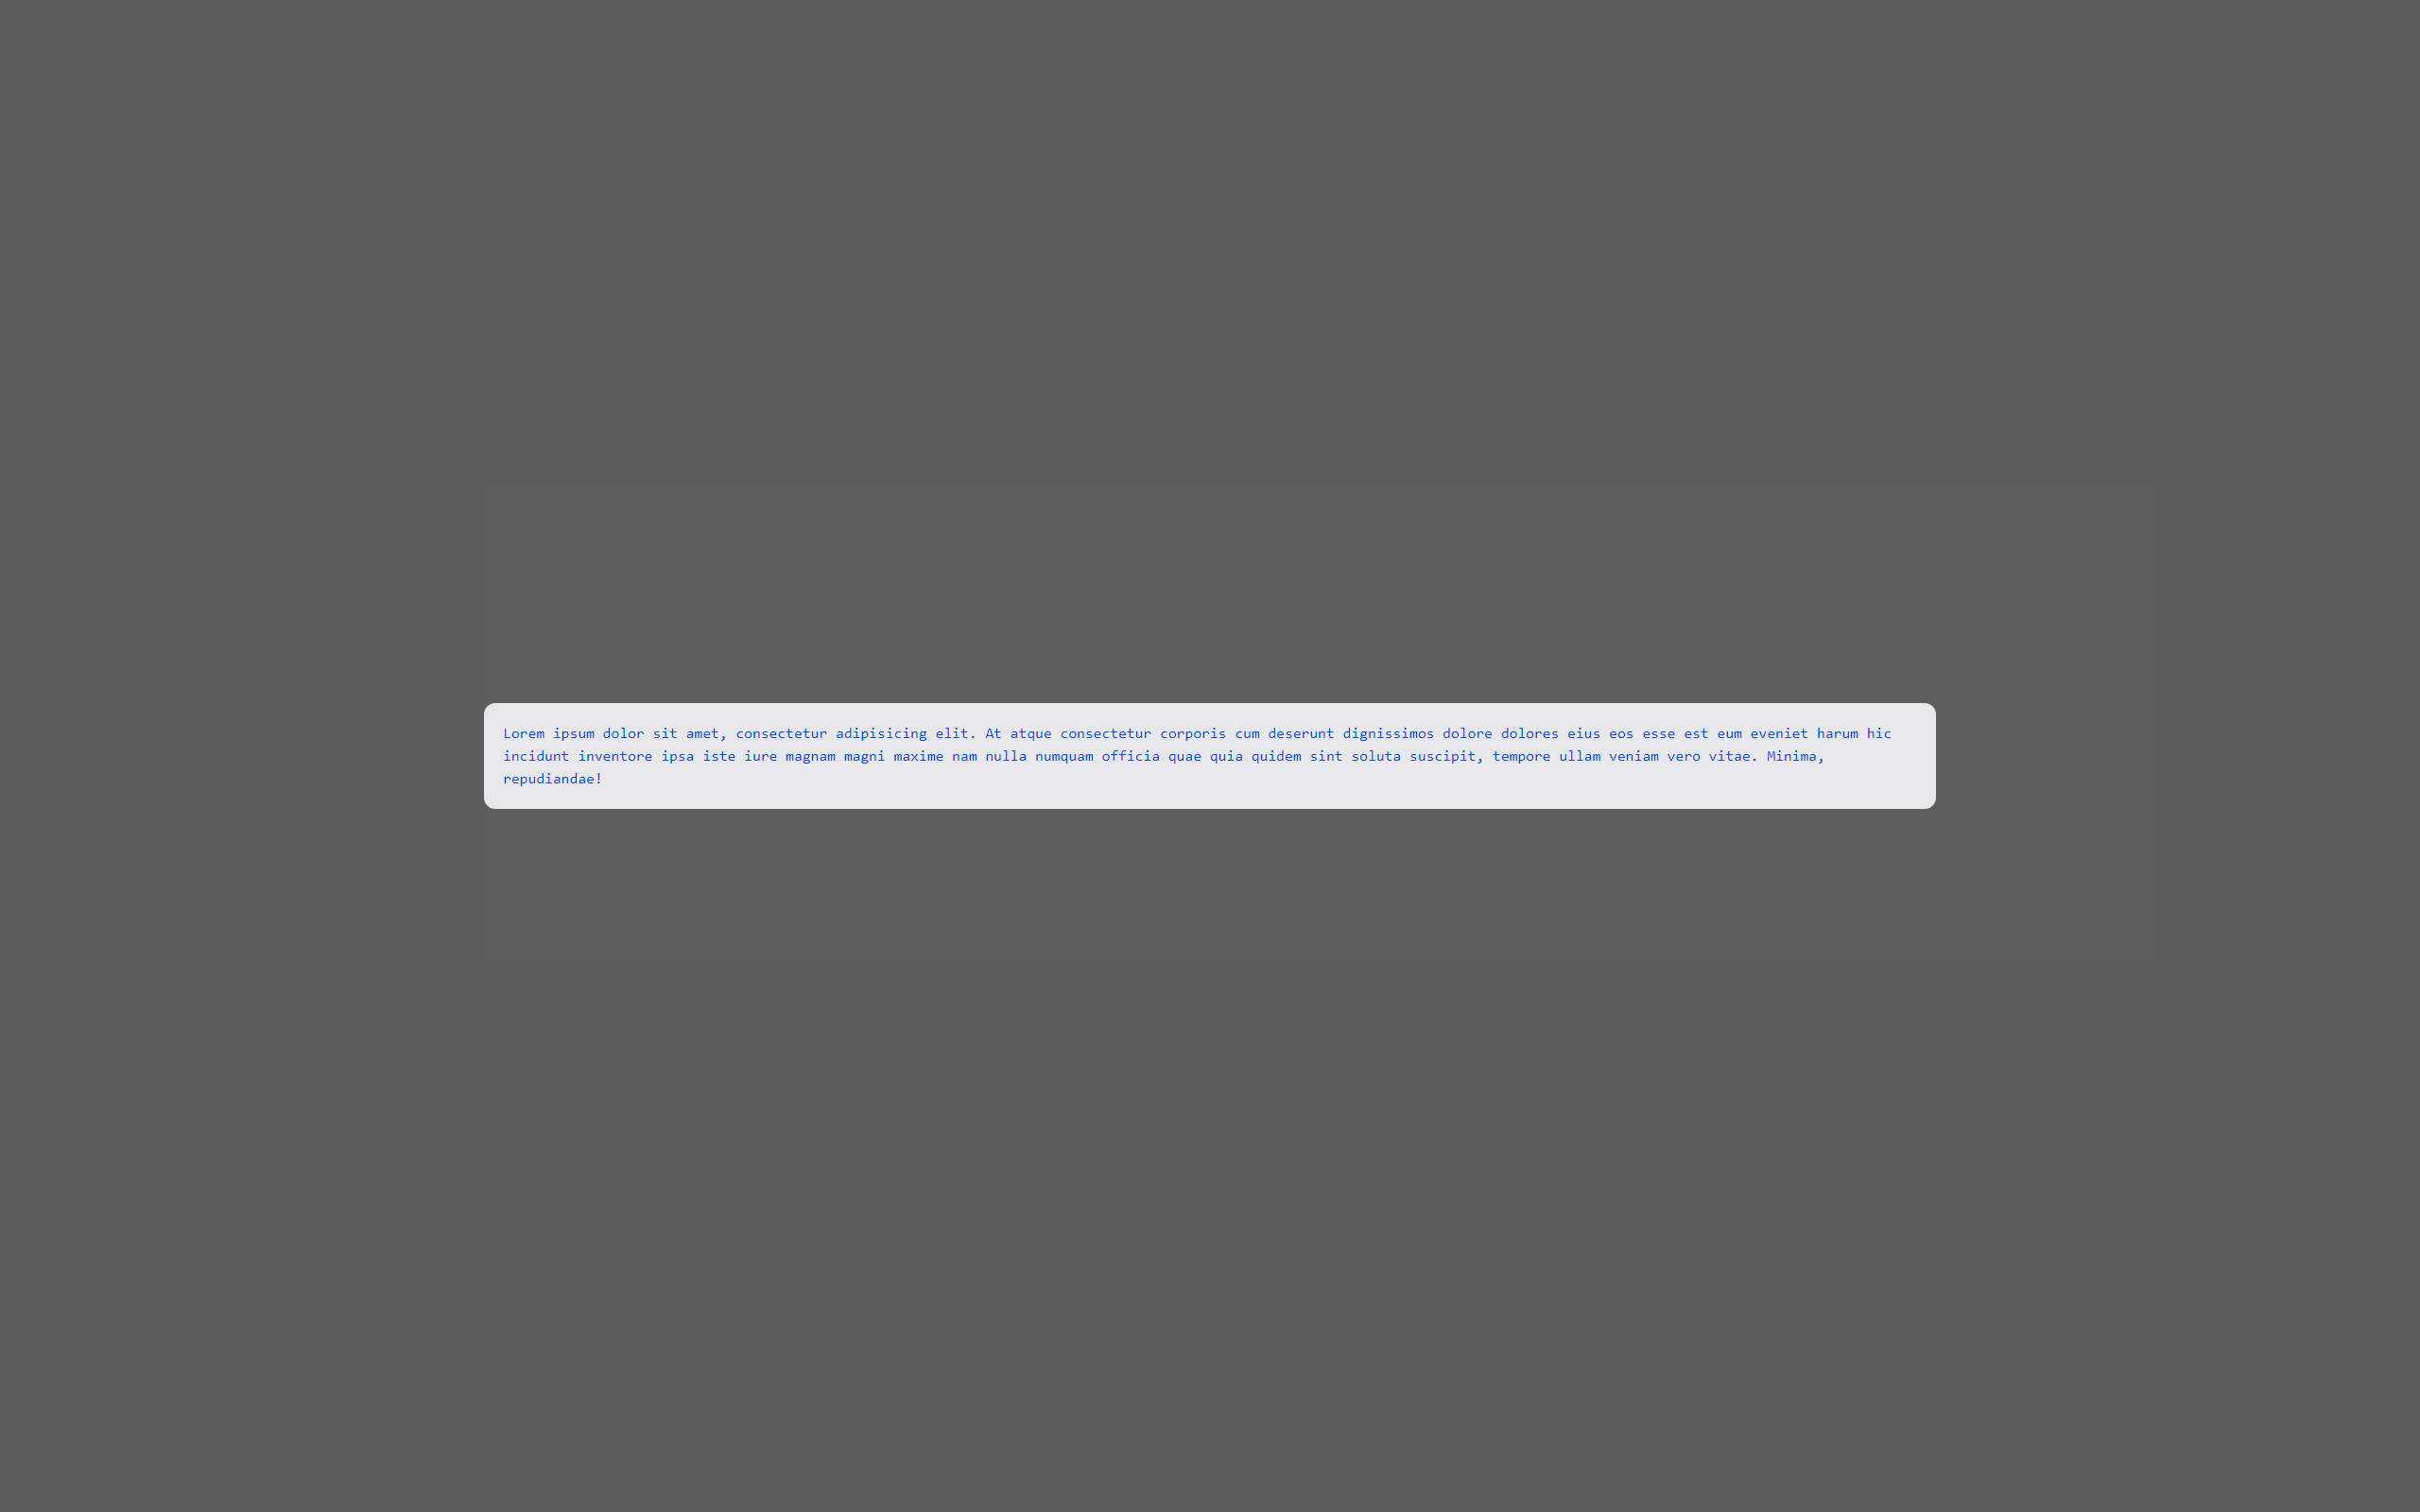 Lorem ipsum dolor sit amet, consectetur adipisicing elit. At atque consectetur corporis cum deserunt dignissimos dolore dolores eius eos esse est eum eveniet harum hic
incidunt inventore ipsa iste iure magnam magni maxime nam nulla numquam officia quae quia quidem sint soluta suscipit, tempore ullam veniam vero vitae. Minima,
repudiandae!